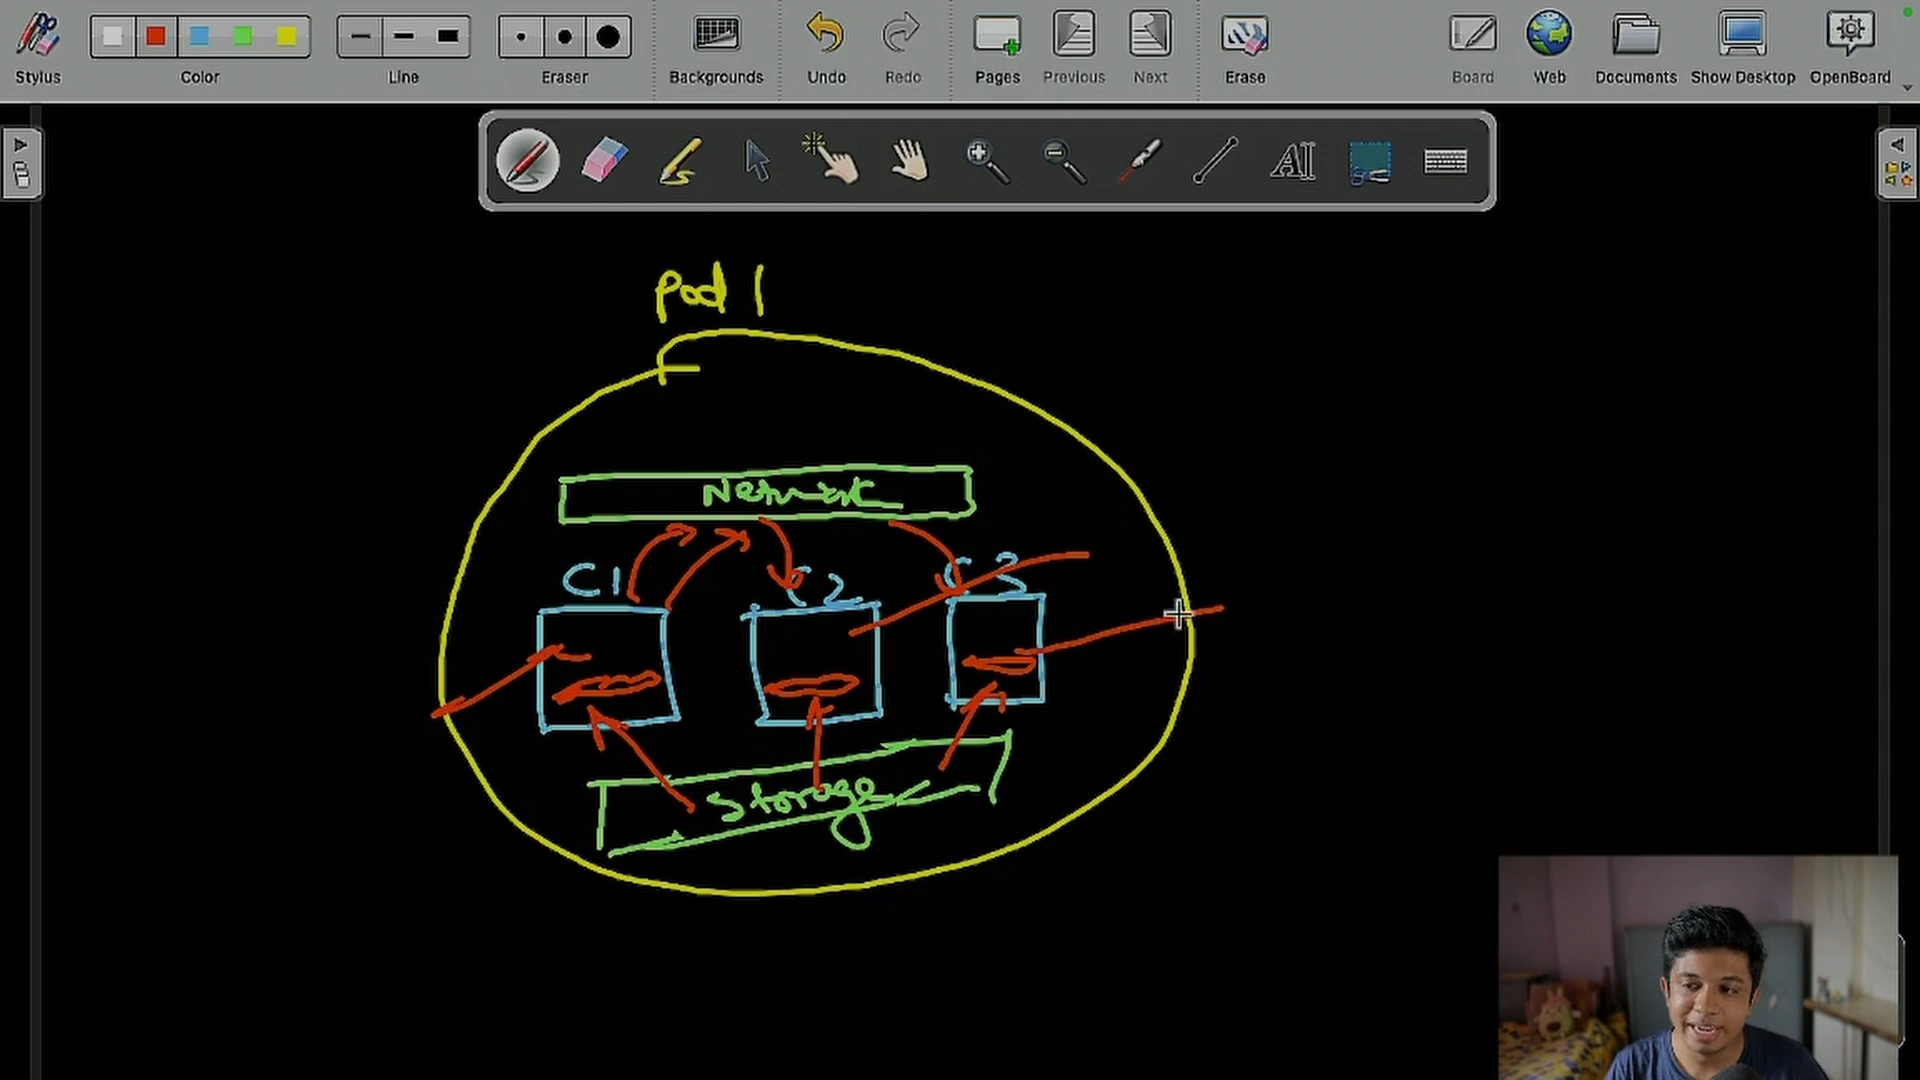 Stylus Color Line Eraser Backgrounds Undo Redo Pages Previous Next Erase Board Web Documents Show Desktop OpenBoard
AI
Pod 1
Network
C1 C2 C3
Storage